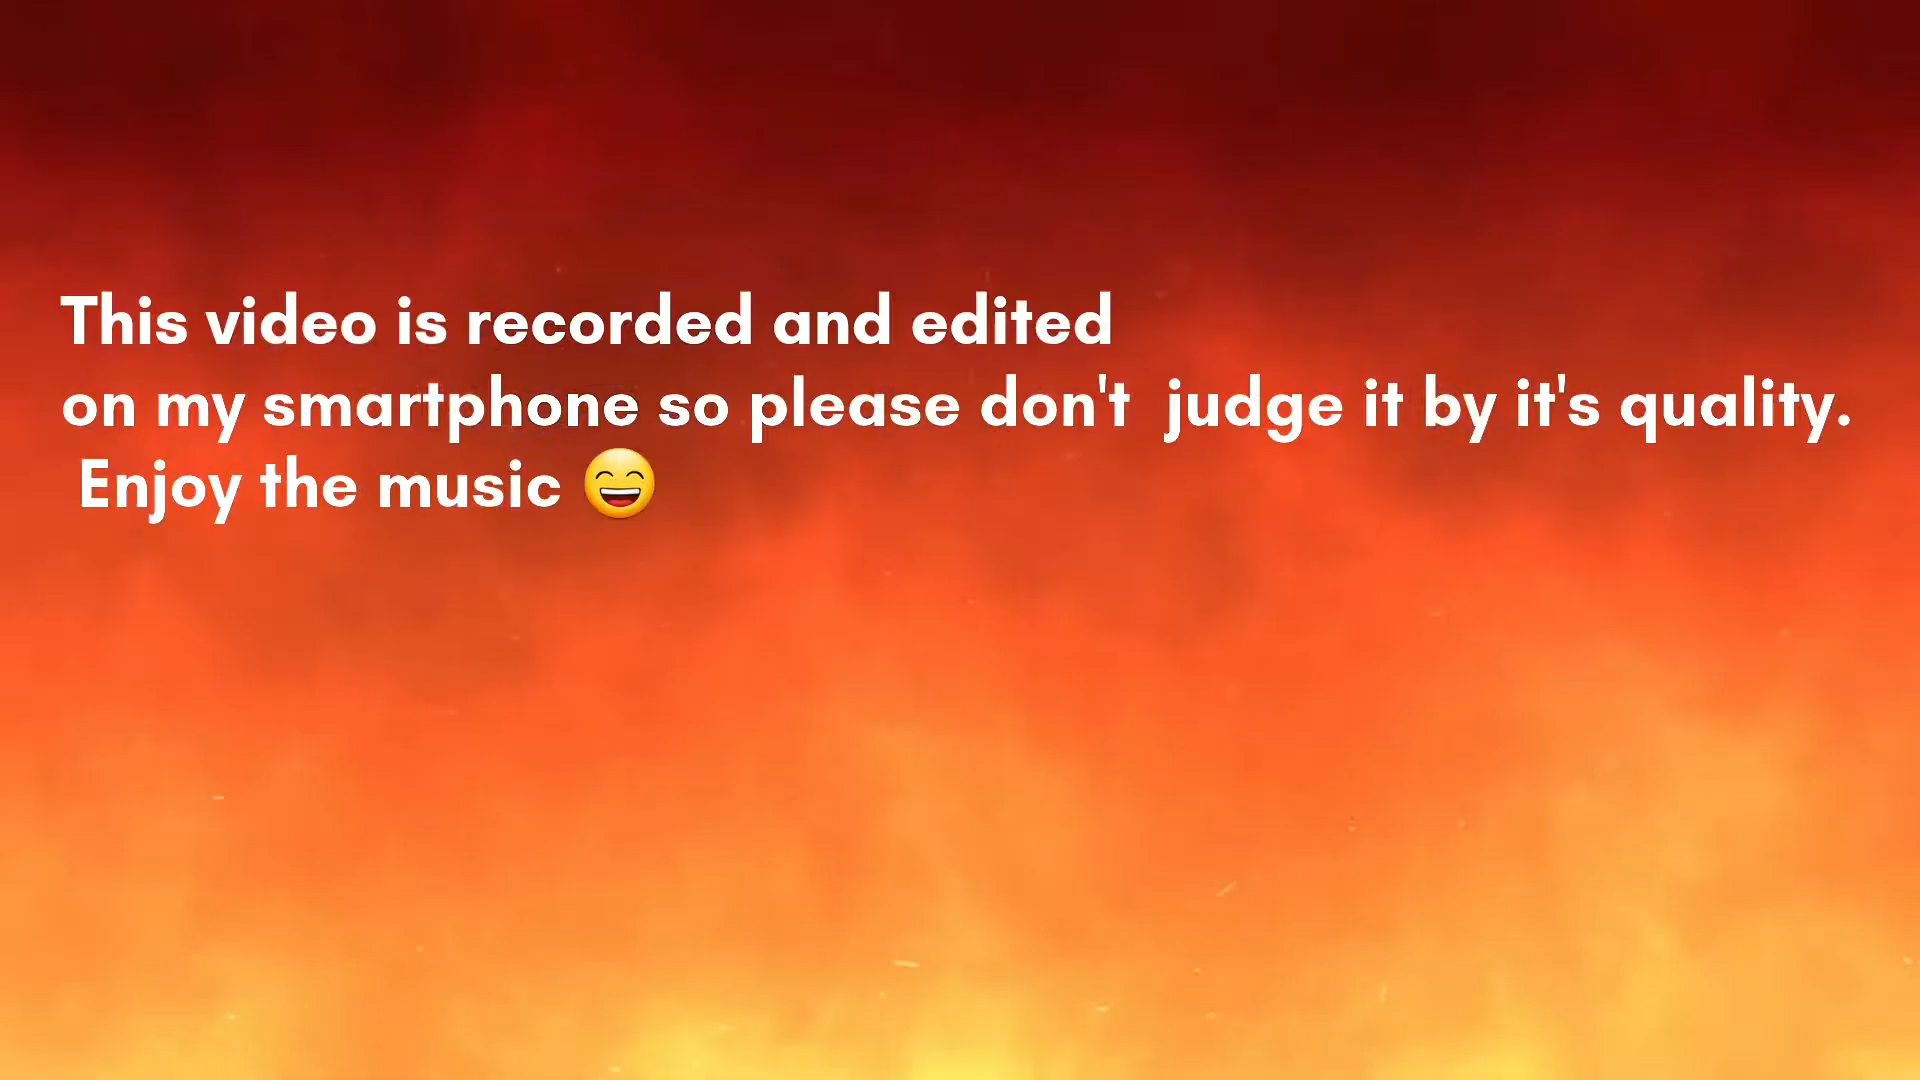 This video is recorded and edited
on my smartphone so please don't  judge it by it's quality.
Enjoy the music 😄